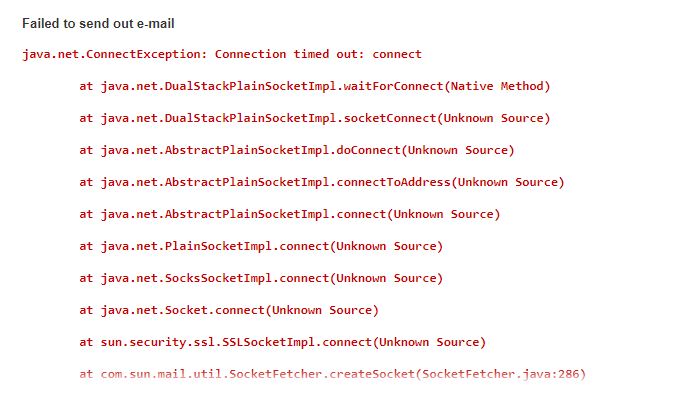 Failed to send out e-mail
java.net.ConnectException: Connection timed out: connect
at java.net.DualStackPlainSocketImpl.waitForConnect(Native Method)
at java.net.DualStackPlainSocketImpl.socketConnect(Unknown Source)
at java.net.AbstractPlainSocketImpl.doConnect(Unknown Source)
at java.net.AbstractPlainSocketImpl.connectToAddress(Unknown Source)
at java.net.AbstractPlainSocketImpl.connect(Unknown Source)
at java.net.PlainSocketImpl.connect(Unknown Source)
at java.net.SocksSocketImpl.connect(Unknown Source)
at java.net.Socket.connect(Unknown Source)
at sun.security.ssl.SSLSocketImpl.connect(Unknown Source)
at com.sun.mail.util.SocketFetcher.createSocket(SocketFetcher.java:286)